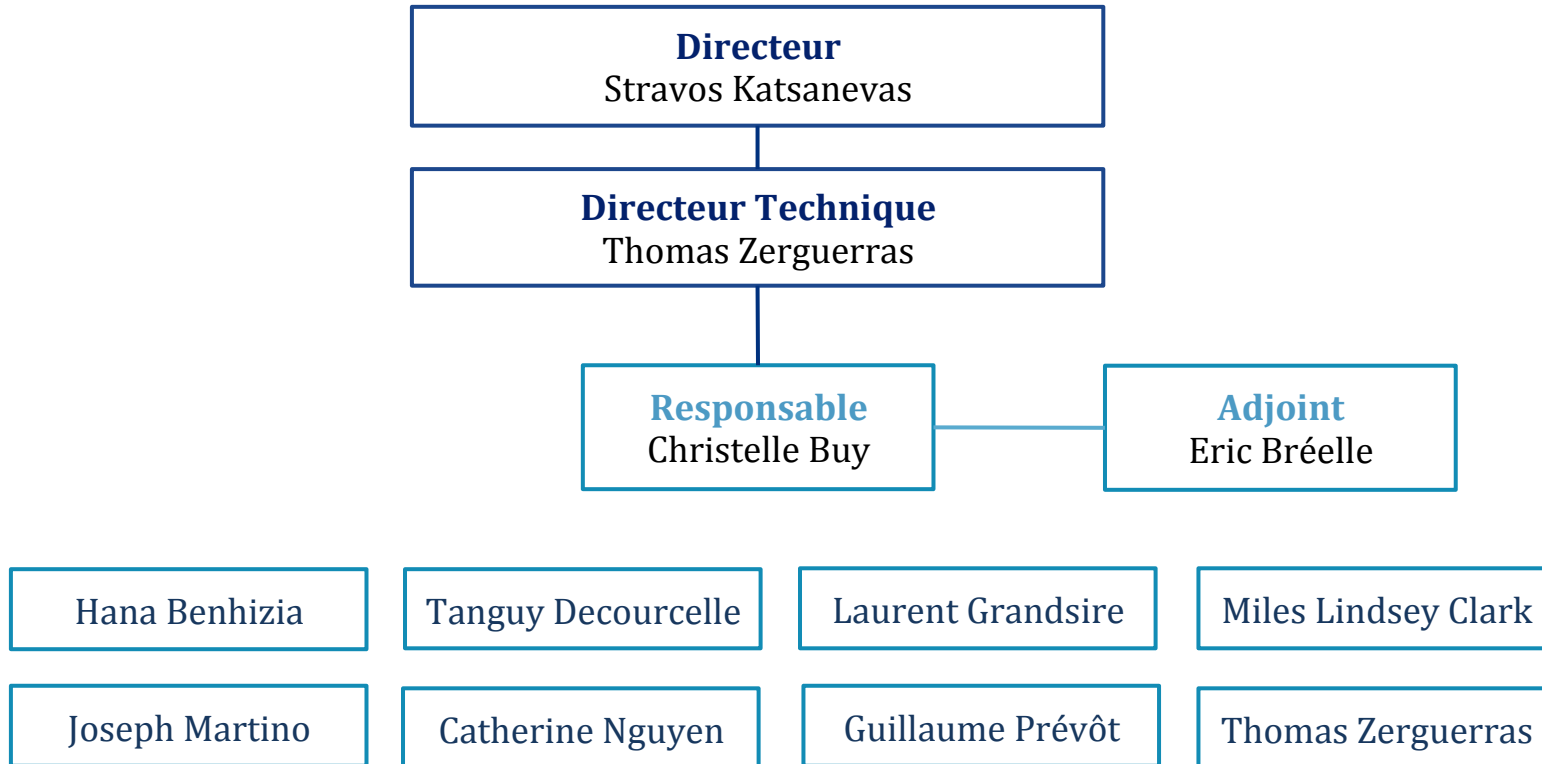 Directeur
Stravos Katsanevas
Directeur Technique
Thomas Zerguerras
Responsable
Christelle Buy
Adjoint
Eric Bréelle
Hana Benhizia
Tanguy Decourcelle
Laurent Grandsire
Miles Lindsey Clark
Joseph Martino
Catherine Nguyen
Guillaume Prévôt
Thomas Zerguerras